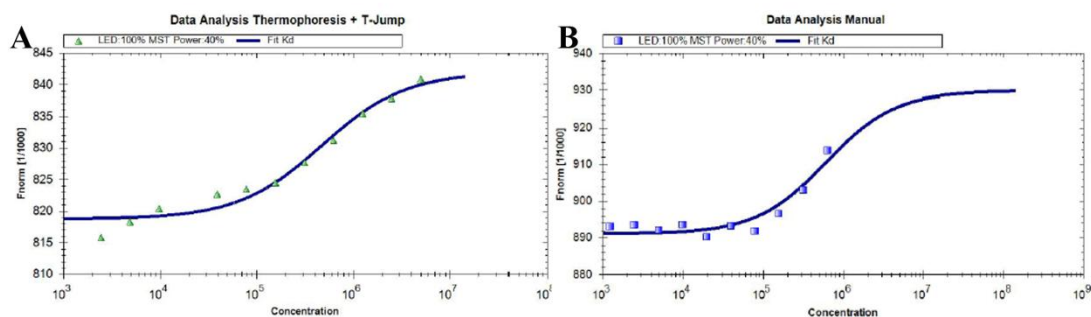 A
Data Analysis Thermophoresis + T-Jump
LED:100% MST Power:40% Fit Kd
Fnorm [1/1000]
845
840
835
830
825
820
815
810
10³ 10⁴ 10⁵ 10⁶ 10⁷
Concentration
B
Data Analysis Manual
LED:100% MST Power:40% Fit Kd
Fnorm [1/1000]
940
930
920
910
900
890
880
10³ 10⁴ 10⁵ 10⁶ 10⁷ 10⁸ 10⁹
Concentration